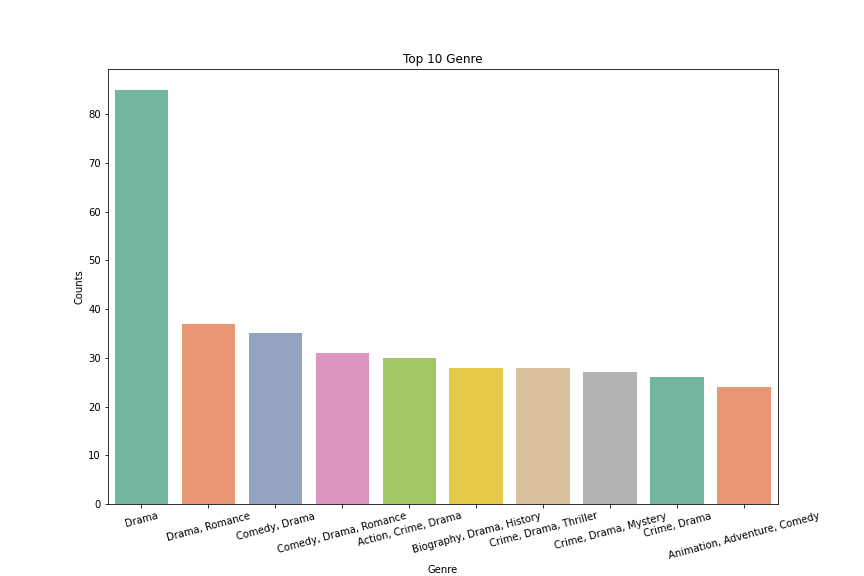 Top 10 Genre
Counts
80
70
60
50
40
30
20
10
0
Drama
Drama, Romance
Comedy, Drama
Comedy, Drama, Romance
Action, Crime, Drama
Biography, Drama, History
Crime, Drama, Thriller
Crime, Drama, Mystery
Crime, Drama
Animation, Adventure, Comedy
Genre